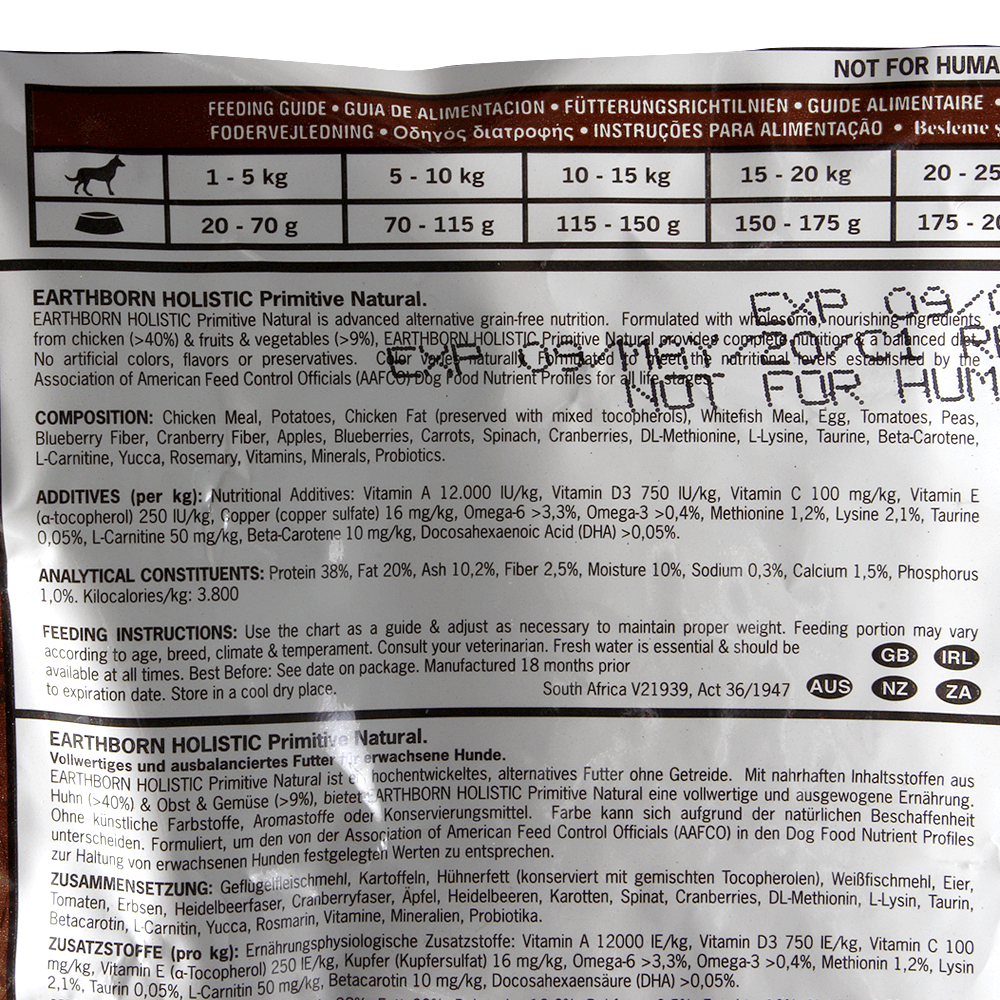 NOT FOR HUMA
FEEDING GUIDE • GUIA DE ALIMENTACION • FÜTTERUNGSRICHTILNIEN • GUIDE ALIMENTAIRE •
FODERVEJLEDNING • Οδηγός διατροφής • INSTRUÇÕES PARA ALIMENTAÇÃO • Besleme
1 - 5 kg 5 - 10 kg 10 - 15 kg 15 - 20 kg 20 - 25
20 - 70 g 70 - 115 g 115 - 150 g 150 - 175 g 175 - 20
EARTHBORN HOLISTIC Primitive Natural.
EARTHBORN HOLISTIC Primitive Natural is advanced alternative grain-free nutrition. Formulated with wholesome, nourishing ingredients
from chicken (>40%) & fruits & vegetables (>9%), EARTHBORN HOLISTIC Primitive Natural provides complete nutrition & a balanced diet.
No artificial colors, flavors or preservatives. Color varies naturally. Formulated to meet the nutritional levels established by the
Association of American Feed Control Officials (AAFCO) Dog Food Nutrient Profiles for all life stages.
EXP 09/
EXP 09/MAY 20/01
NOT FOR HUM
COMPOSITION: Chicken Meal, Potatoes, Chicken Fat (preserved with mixed tocopherols), Whitefish Meal, Egg, Tomatoes, Peas,
Blueberry Fiber, Cranberry Fiber, Apples, Blueberries, Carrots, Spinach, Cranberries, DL-Methionine, L-Lysine, Taurine, Beta-Carotene,
L-Carnitine, Yucca, Rosemary, Vitamins, Minerals, Probiotics.
ADDITIVES (per kg): Nutritional Additives: Vitamin A 12.000 IU/kg, Vitamin D3 750 IU/kg, Vitamin C 100 mg/kg, Vitamin E
(α-tocopherol) 250 IU/kg, Copper (copper sulfate) 16 mg/kg, Omega-6 >3,3%, Omega-3 >0,4%, Methionine 1,2%, Lysine 2,1%, Taurine
0,05%, L-Carnitine 50 mg/kg, Beta-Carotene 10 mg/kg, Docosahexaenoic Acid (DHA) >0,05%.
ANALYTICAL CONSTITUENTS: Protein 38%, Fat 20%, Ash 10,2%, Fiber 2,5%, Moisture 10%, Sodium 0,3%, Calcium 1,5%, Phosphorus
1,0%. Kilocalories/kg: 3.800
FEEDING INSTRUCTIONS: Use the chart as a guide & adjust as necessary to maintain proper weight. Feeding portion may vary
according to age, breed, climate & temperament. Consult your veterinarian. Fresh water is essential & should be
available at all times. Best Before: See date on package. Manufactured 18 months prior
to expiration date. Store in a cool dry place.
South Africa V21939, Act 36/1947
GB IRL
AUS NZ ZA
EARTHBORN HOLISTIC Primitive Natural.
Vollwertiges und ausbalanciertes Futter für erwachsene Hunde.
EARTHBORN HOLISTIC Primitive Natural ist ein hochentwickeltes, alternatives Futter ohne Getreide. Mit nahrhaften Inhaltsstoffen aus
Huhn (>40%) & Obst & Gemüse (>9%), bietet EARTHBORN HOLISTIC Primitive Natural eine vollwertige und ausgewogene Ernährung.
Ohne künstliche Farbstoffe, Aromastoffe oder Konservierungsmittel. Farbe kann sich aufgrund der natürlichen Beschaffenheit
unterscheiden. Formuliert, um den von der Association of American Feed Control Officials (AAFCO) in den Dog Food Nutrient Profiles
zur Haltung von erwachsenen Hunden festgelegten Werten zu entsprechen.
ZUSAMMENSETZUNG: Geflügelfleischmehl, Kartoffeln, Hühnerfett (konserviert mit gemischten Tocopherolen), Weißfischmehl, Eier,
Tomaten, Erbsen, Heidelbeerfaser, Cranberryfaser, Äpfel, Heidelbeeren, Karotten, Spinat, Cranberries, DL-Methionin, L-Lysin, Taurin,
Betacarotin, L-Carnitin, Yucca, Rosmarin, Vitamine, Mineralien, Probiotika.
ZUSATZSTOFFE (pro kg): Ernährungsphysiologische Zusatzstoffe: Vitamin A 12000 IE/kg, Vitamin D3 750 IE/kg, Vitamin C 100
mg/kg, Vitamin E (α-Tocopherol) 250 IE/kg, Kupfer (Kupfersulfat) 16 mg/kg, Omega-6 >3,3%, Omega-3 >0,4%, Methionin 1,2%, Lysin
2,1%, Taurin 0,05%, L-Carnitin 50 mg/kg, Betacarotin 10 mg/kg, Docosahexaensäure (DHA) >0,05%.